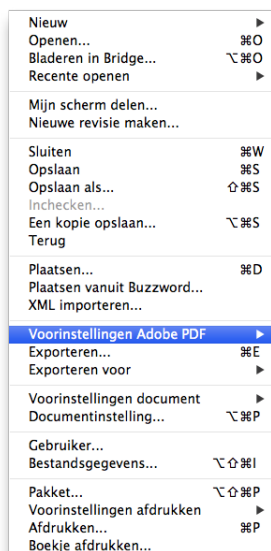 Nieuw ▶
Openen... ⌘O
Bladeren in Bridge... ⌥⌘O
Recente openen ▶
Mijn scherm delen...
Nieuwe revisie maken...
Sluiten ⌘W
Opslaan ⌘S
Opslaan als... ⇧⌘S
Inchecken...
Een kopie opslaan... ⌥⌘S
Terug
Plaatsen... ⌘D
Plaatsen vanuit Buzzword...
XML importeren...
Voorinstellingen Adobe PDF ▶
Exporteren... ⌘E
Exporteren voor ▶
Voorinstellingen document ▶
Documentinstelling... ⌥⌘P
Gebruiker...
Bestandsgegevens... ⌥⇧⌘I
Pakket... ⌥⇧⌘P
Voorinstellingen afdrukken ▶
Afdrukken... ⌘P
Boekje afdrukken...